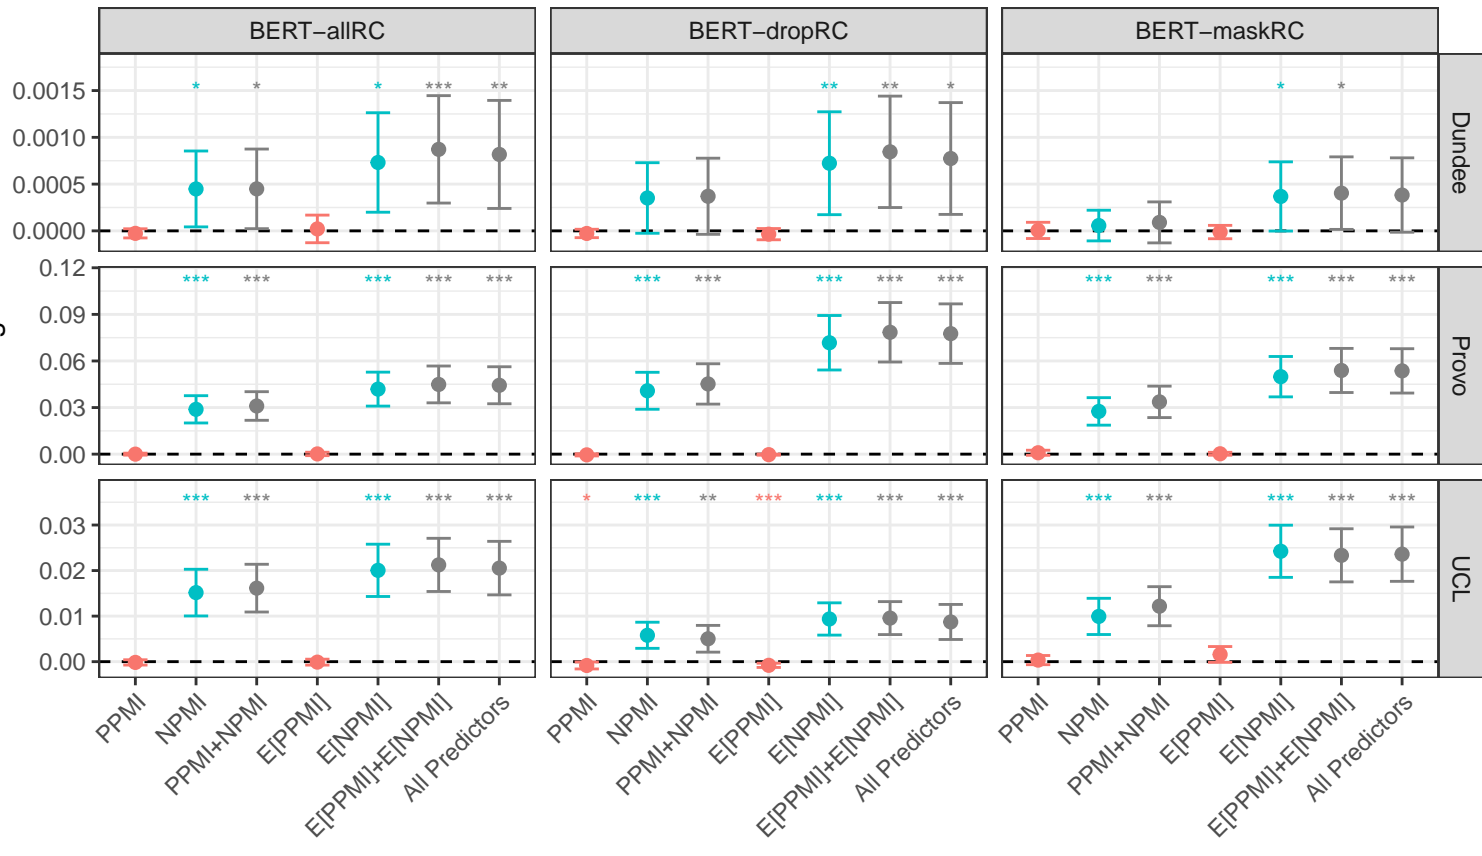 BERT−allRC BERT−dropRC BERT−maskRC
0.0015 * * * *** ** ** ** * * *
0.0010
0.0005
0.0000
Dundee
0.12 *** *** *** *** *** *** *** *** *** *** *** *** *** *** ***
0.09
0.06
0.03
0.00
Provo
*** *** *** *** *** * *** ** *** *** *** *** *** *** *** *** ***
0.03
0.02
0.01
0.00
UCL
PPMI NPMI PPMI+NPMI E[PPMI] E[NPMI] E[PPMI]+E[NPMI] All Predictors
PPMI NPMI PPMI+NPMI E[PPMI] E[NPMI] E[PPMI]+E[NPMI] All Predictors
PPMI NPMI PPMI+NPMI E[PPMI] E[NPMI] E[PPMI]+E[NPMI] All Predictors